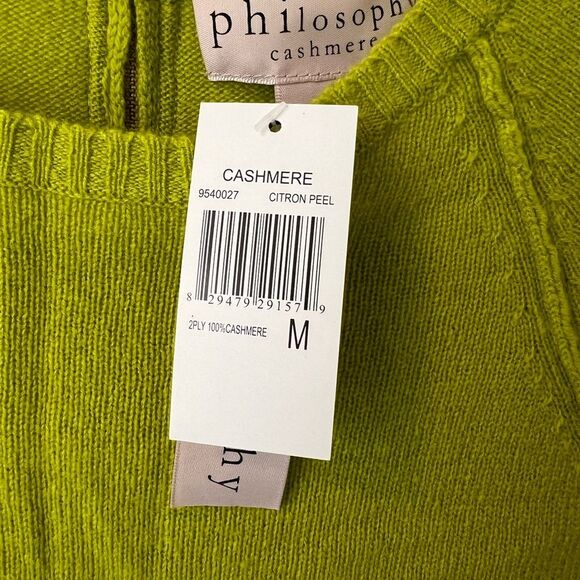 philosophy
cashmere
CASHMERE
9540027 CITRON PEEL
8 29479 29157 9
2PLY 100%CASHMERE M
hy